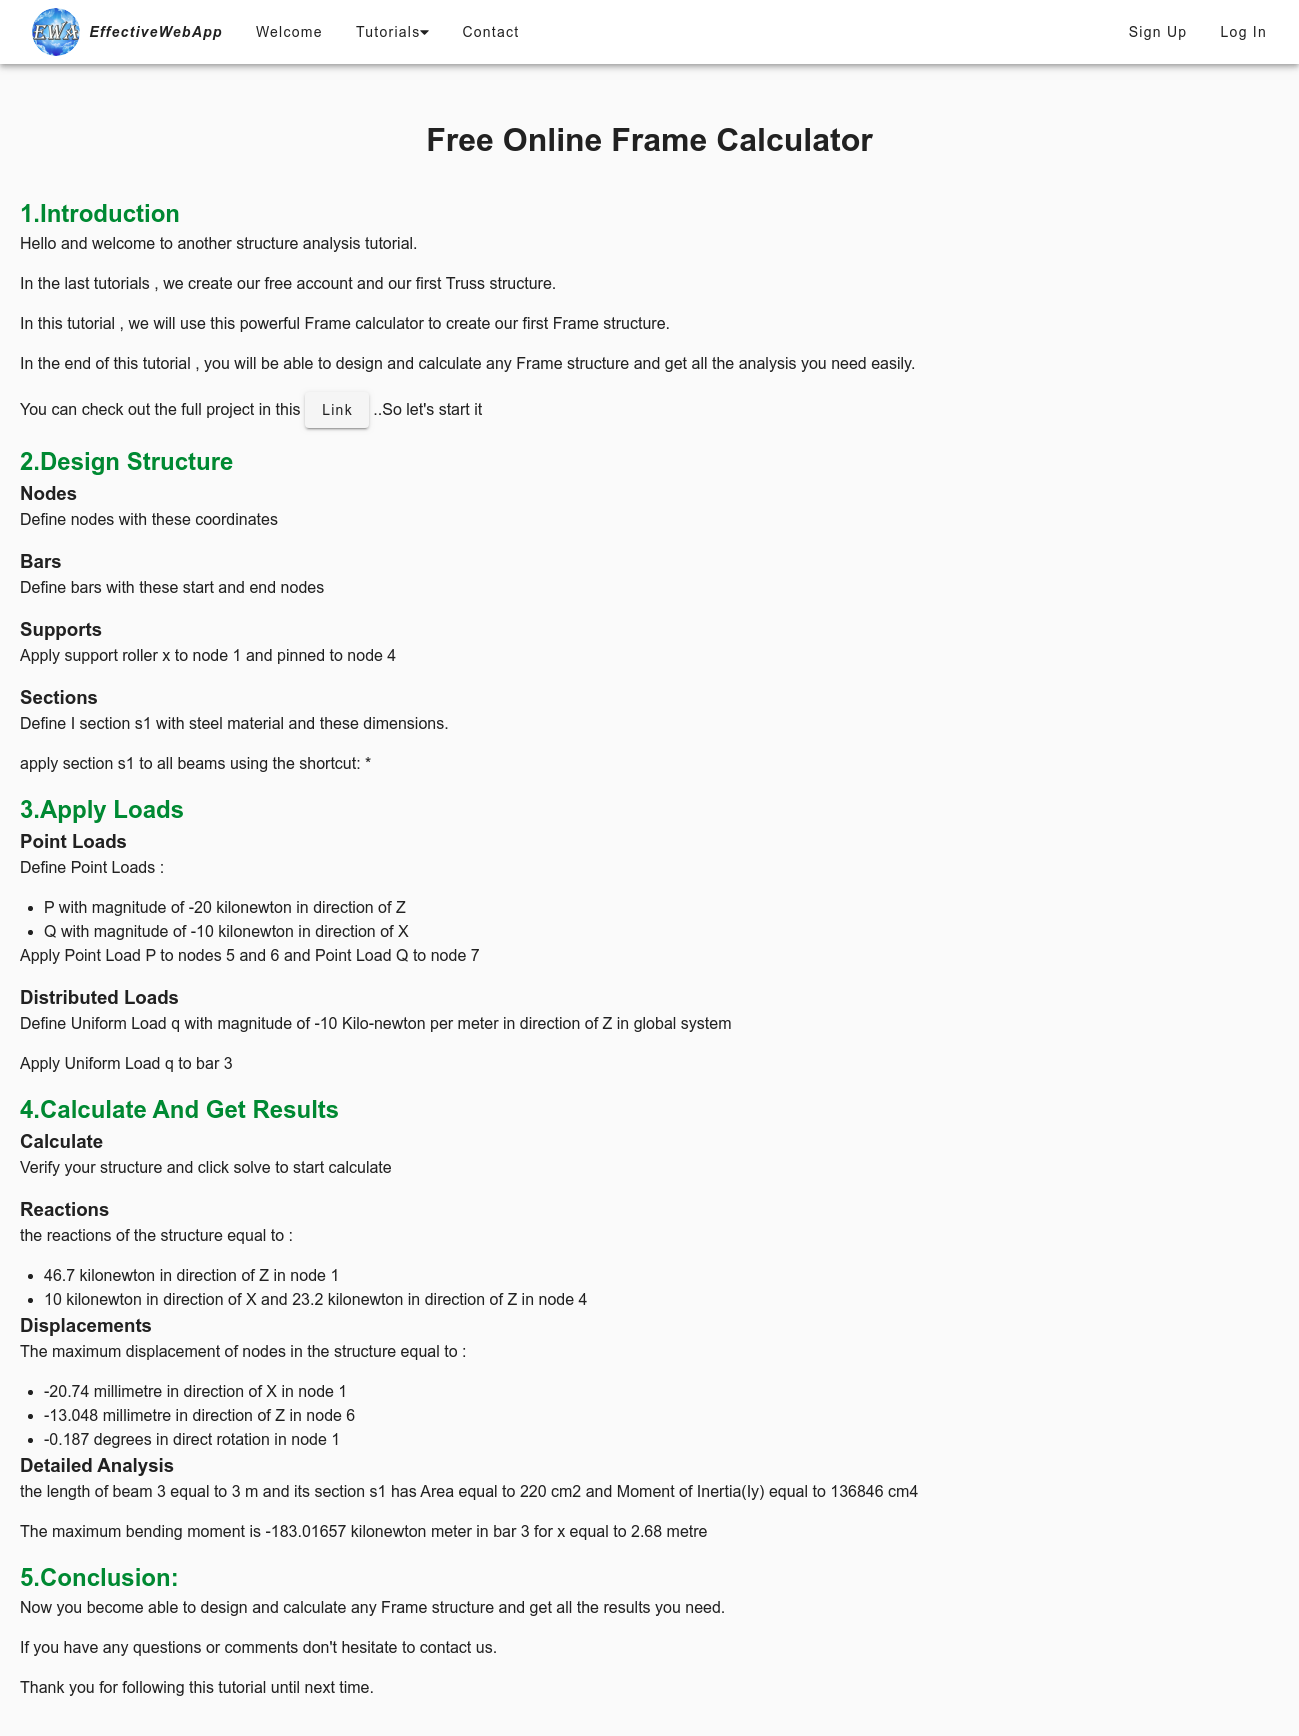 EWA EffectiveWebApp Welcome Tutorials Contact Sign Up Log In
Free Online Frame Calculator
1.Introduction
Hello and welcome to another structure analysis tutorial.
In the last tutorials , we create our free account and our first Truss structure.
In this tutorial , we will use this powerful Frame calculator to create our first Frame structure.
In the end of this tutorial , you will be able to design and calculate any Frame structure and get all the analysis you need easily.
You can check out the full project in this Link ..So let's start it
2.Design Structure
Nodes
Define nodes with these coordinates
Bars
Define bars with these start and end nodes
Supports
Apply support roller x to node 1 and pinned to node 4
Sections
Define I section s1 with steel material and these dimensions.
apply section s1 to all beams using the shortcut: *
3.Apply Loads
Point Loads
Define Point Loads :
• P with magnitude of -20 kilonewton in direction of Z
• Q with magnitude of -10 kilonewton in direction of X
Apply Point Load P to nodes 5 and 6 and Point Load Q to node 7
Distributed Loads
Define Uniform Load q with magnitude of -10 Kilo-newton per meter in direction of Z in global system
Apply Uniform Load q to bar 3
4.Calculate And Get Results
Calculate
Verify your structure and click solve to start calculate
Reactions
the reactions of the structure equal to :
• 46.7 kilonewton in direction of Z in node 1
• 10 kilonewton in direction of X and 23.2 kilonewton in direction of Z in node 4
Displacements
The maximum displacement of nodes in the structure equal to :
• -20.74 millimetre in direction of X in node 1
• -13.048 millimetre in direction of Z in node 6
• -0.187 degrees in direct rotation in node 1
Detailed Analysis
the length of beam 3 equal to 3 m and its section s1 has Area equal to 220 cm2 and Moment of Inertia(Iy) equal to 136846 cm4
The maximum bending moment is -183.01657 kilonewton meter in bar 3 for x equal to 2.68 metre
5.Conclusion:
Now you become able to design and calculate any Frame structure and get all the results you need.
If you have any questions or comments don't hesitate to contact us.
Thank you for following this tutorial until next time.